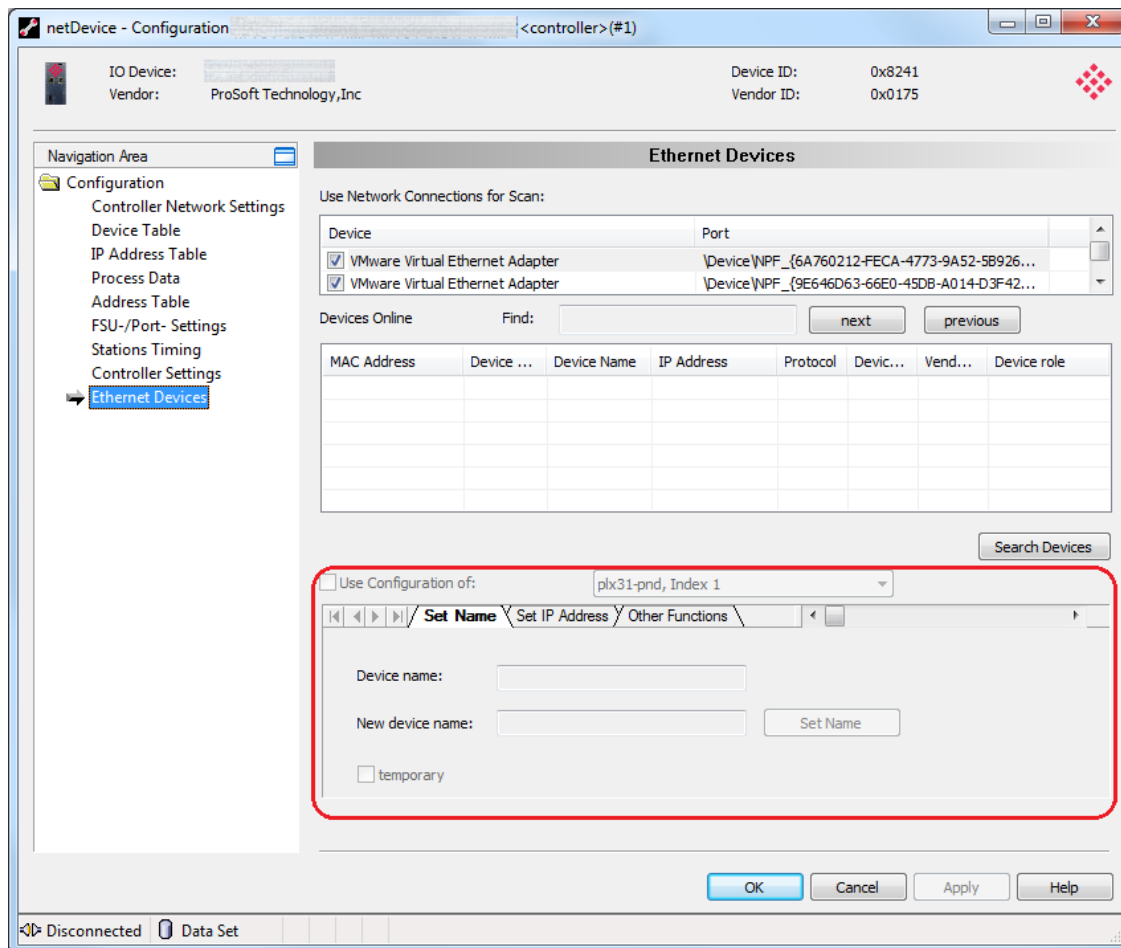 netDevice - Configuration <controller>(#1)
IO Device: Device ID: 0x8241
Vendor: ProSoft Technology,Inc Vendor ID: 0x0175
Navigation Area
Configuration
Controller Network Settings
Device Table
IP Address Table
Process Data
Address Table
FSU-/Port- Settings
Stations Timing
Controller Settings
Ethernet Devices
Ethernet Devices
Use Network Connections for Scan:
Device Port
VMware Virtual Ethernet Adapter \Device\NPF_{6A760212-FECA-4773-9A52-5B926...
VMware Virtual Ethernet Adapter \Device\NPF_{9E646D63-66E0-45DB-A014-D3F42...
Devices Online Find: next previous
MAC Address Device ... Device Name IP Address Protocol Devic... Vend... Device role
Search Devices
Use Configuration of: plx31-pnd, Index 1
Set Name Set IP Address Other Functions
Device name:
New device name: Set Name
temporary
OK Cancel Apply Help
Disconnected Data Set